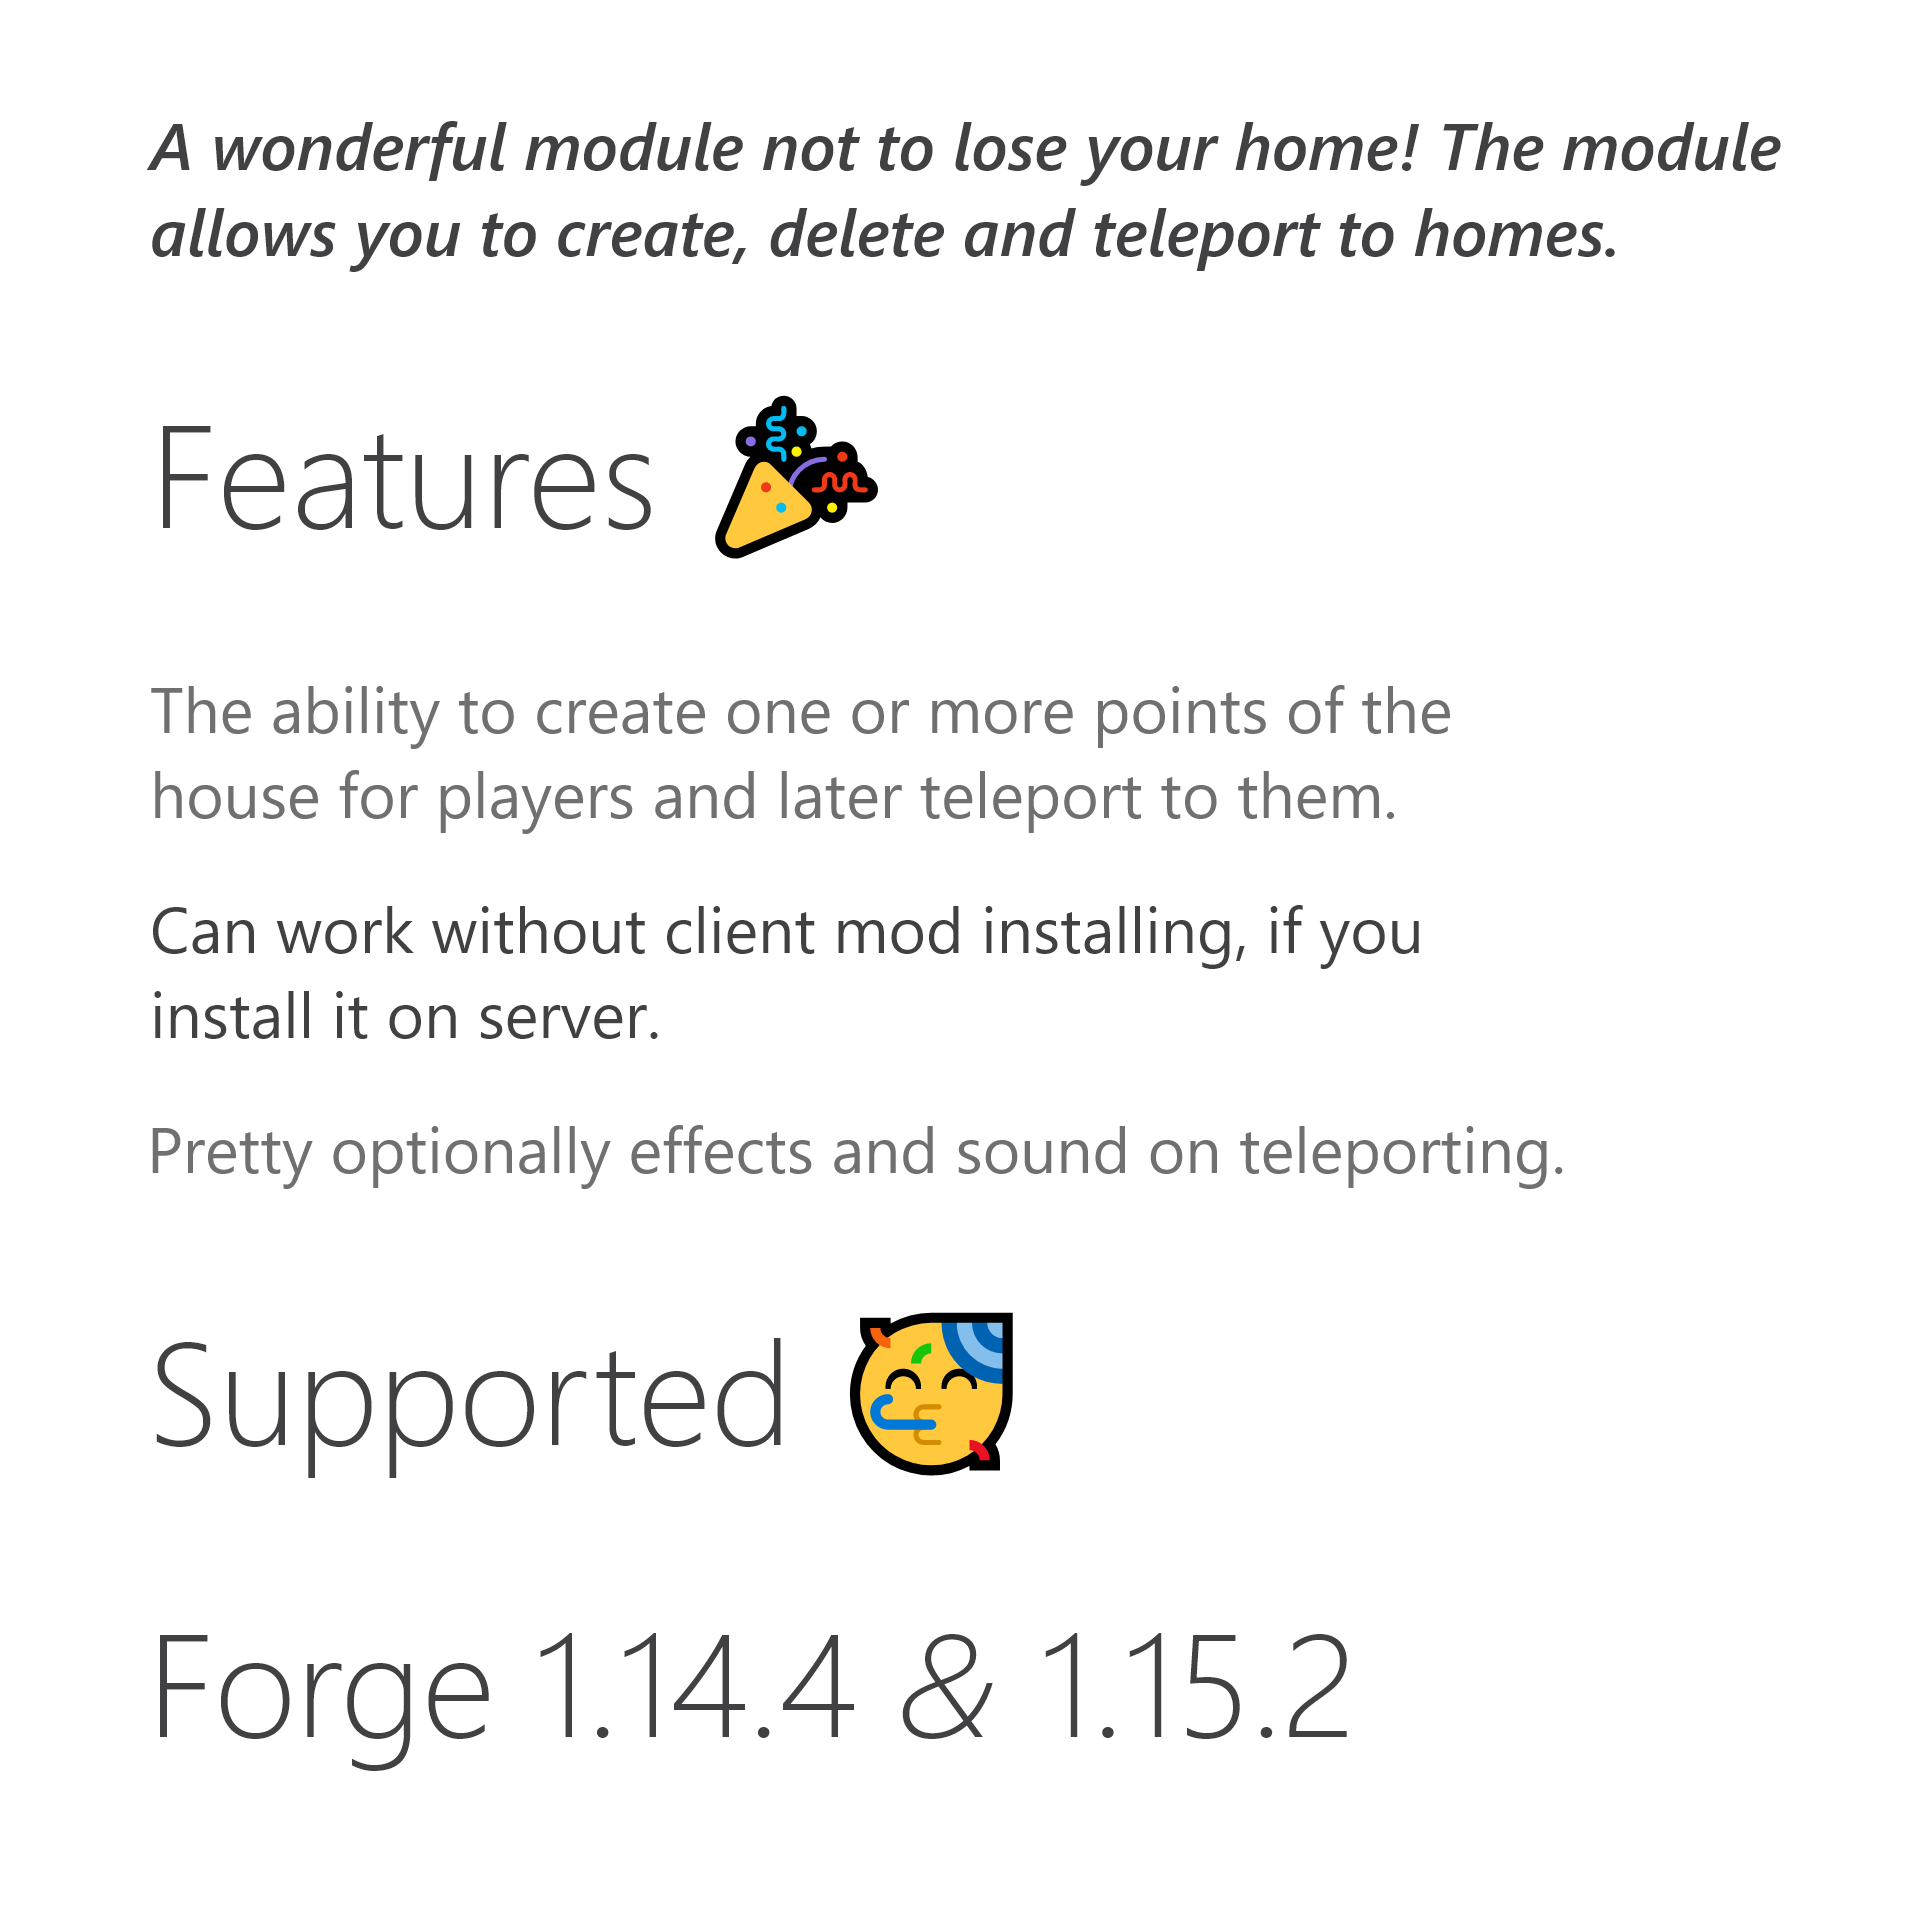 A wonderful module not to lose your home! The module
allows you to create, delete and teleport to homes.
Features
The ability to create one or more points of the
house for players and later teleport to them.
Can work without client mod installing, if you
install it on server.
Pretty optionally effects and sound on teleporting.
Supported
Forge 1.14.4 & 1.15.2